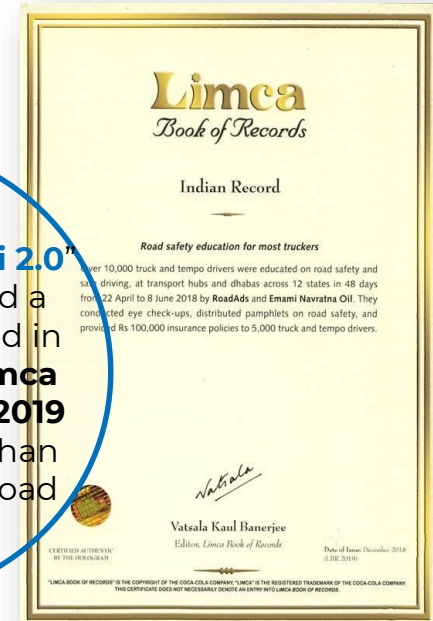 i 2.0"
d a
d in
mca
2019
han
oad
Limca
Book of Records
Indian Record
Road safety education for most truckers
Over 10,000 truck and tempo drivers were educated on road safety and
safe driving, at transport hubs and dhabas across 12 states in 48 days
from 22 April to 8 June 2018 by RoadAds and Emami Navratna Oil. They
conducted eye check-ups, distributed pamphlets on road safety, and
provided Rs 100,000 insurance policies to 5,000 truck and tempo drivers.
Vatsala
Vatsala Kaul Banerjee
Editor, Limca Book of Records
CERTIFIED AUTHENTIC
BY THE HOLOGRAM
Date of Issue: December 2018
(LBR 2019)
"LIMCA BOOK OF RECORDS" IS THE COPYRIGHT OF THE COCA-COLA COMPANY; "LIMCA" IS THE REGISTERED TRADEMARK OF THE COCA-COLA COMPANY.
THIS CERTIFICATE DOES NOT NECESSARILY DENOTE AN ENTRY INTO LIMCA BOOK OF RECORDS.